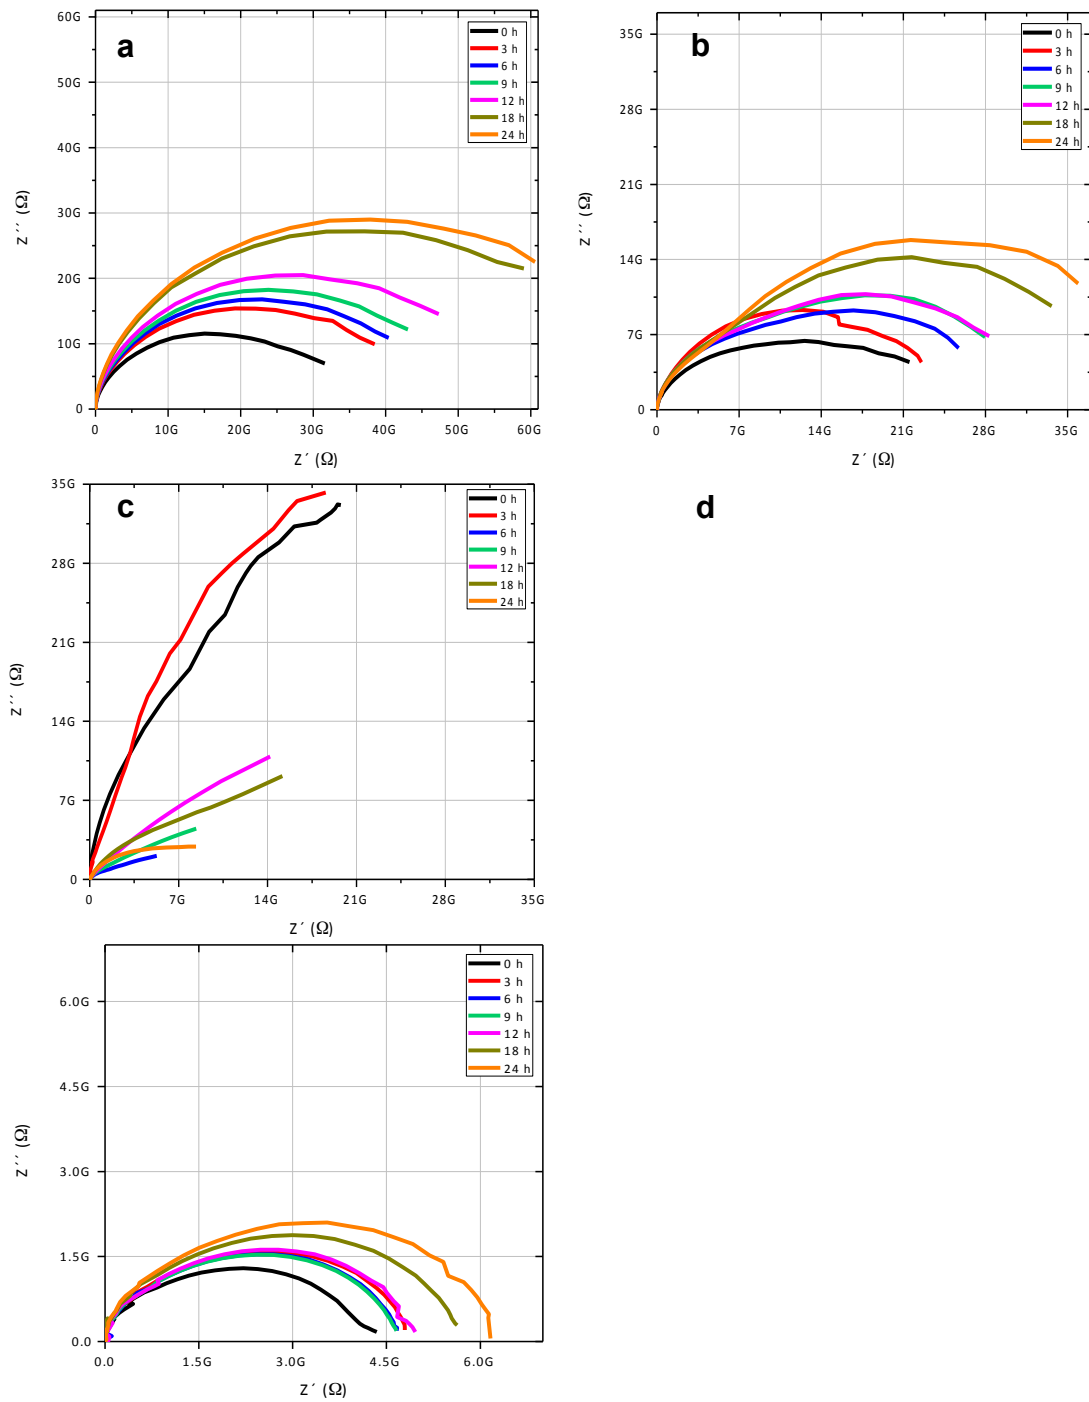 a
60G
50G
40G
30G
20G
10G
0
0 10G 20G 30G 40G 50G 60G
Z´´ (Ω)
Z´ (Ω)
0 h
3 h
6 h
9 h
12 h
18 h
24 h
b
35G
28G
21G
14G
7G
0
0 7G 14G 21G 28G 35G
Z´´ (Ω)
Z´ (Ω)
0 h
3 h
6 h
9 h
12 h
18 h
24 h
c
35G
28G
21G
14G
7G
0
0 7G 14G 21G 28G 35G
Z´´ (Ω)
Z´ (Ω)
0 h
3 h
6 h
9 h
12 h
18 h
24 h
d
6.0G
4.5G
3.0G
1.5G
0.0
0.0 1.5G 3.0G 4.5G 6.0G
Z´´ (Ω)
Z´ (Ω)
0 h
3 h
6 h
9 h
12 h
18 h
24 h